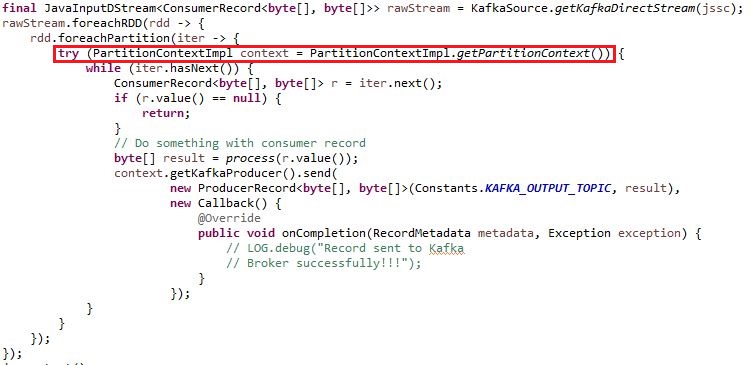 final JavaInputDStream<ConsumerRecord<byte[], byte[]>> rawStream = KafkaSource.getKafkaDirectStream(jssc);
rawStream.foreachRDD(rdd -> {
    rdd.foreachPartition(iter -> {
        try (PartitionContextImpl context = PartitionContextImpl.getPartitionContext()) {
            while (iter.hasNext()) {
                ConsumerRecord<byte[], byte[]> r = iter.next();
                if (r.value() == null) {
                    return;
                }
                // Do something with consumer record
                byte[] result = process(r.value());
                context.getKafkaProducer().send(
                        new ProducerRecord<byte[], byte[]>(Constants.KAFKA_OUTPUT_TOPIC, result),
                        new Callback() {
                            @Override
                            public void onCompletion(RecordMetadata metadata, Exception exception) {
                                // LOG.debug("Record sent to Kafka
                                // Broker successfully!!!");
                            }
                        });
            }
        }
    });
});